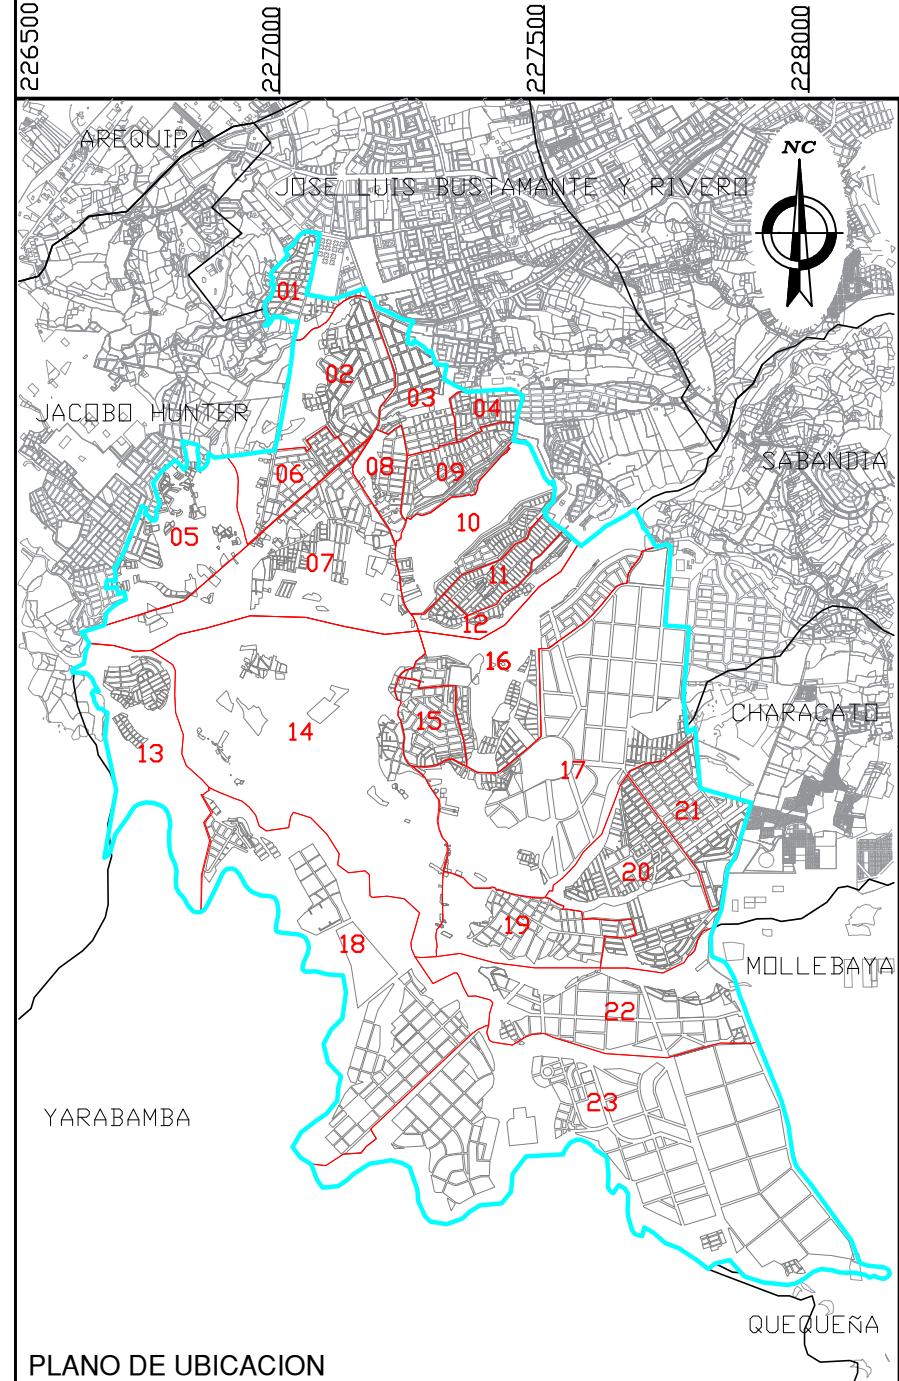 226500
227000
227500
228000
AREQUIPA
NC
JOSE LUIS BUSTAMANTE Y RIVERO
01
02
03
04
JACOBO HUNTER
SABANDIA
06
08
09
10
05
07
11
12
16
CHARACATO
15
14
13
17
21
20
19
18
MOLLEBAYA
22
23
YARABAMBA
QUEQUEÑA
PLANO DE UBICACION